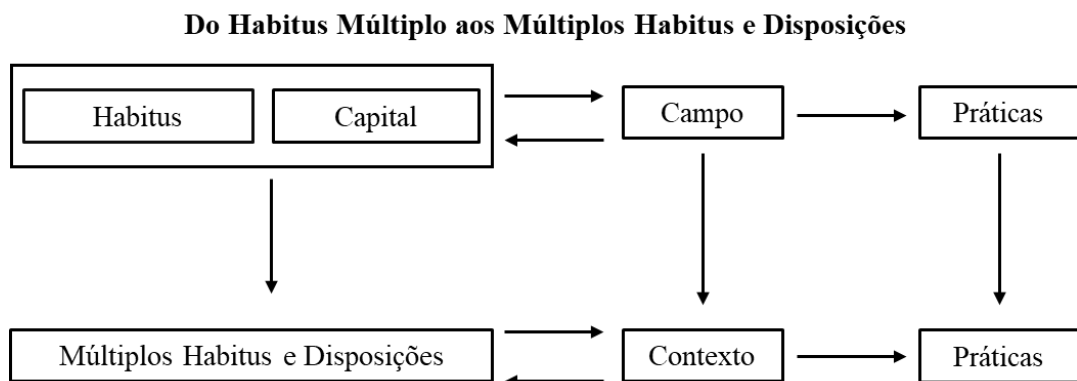 Do Habitus Múltiplo aos Múltiplos Habitus e Disposições
Habitus
Capital
Campo
Práticas
Múltiplos Habitus e Disposições
Contexto
Práticas